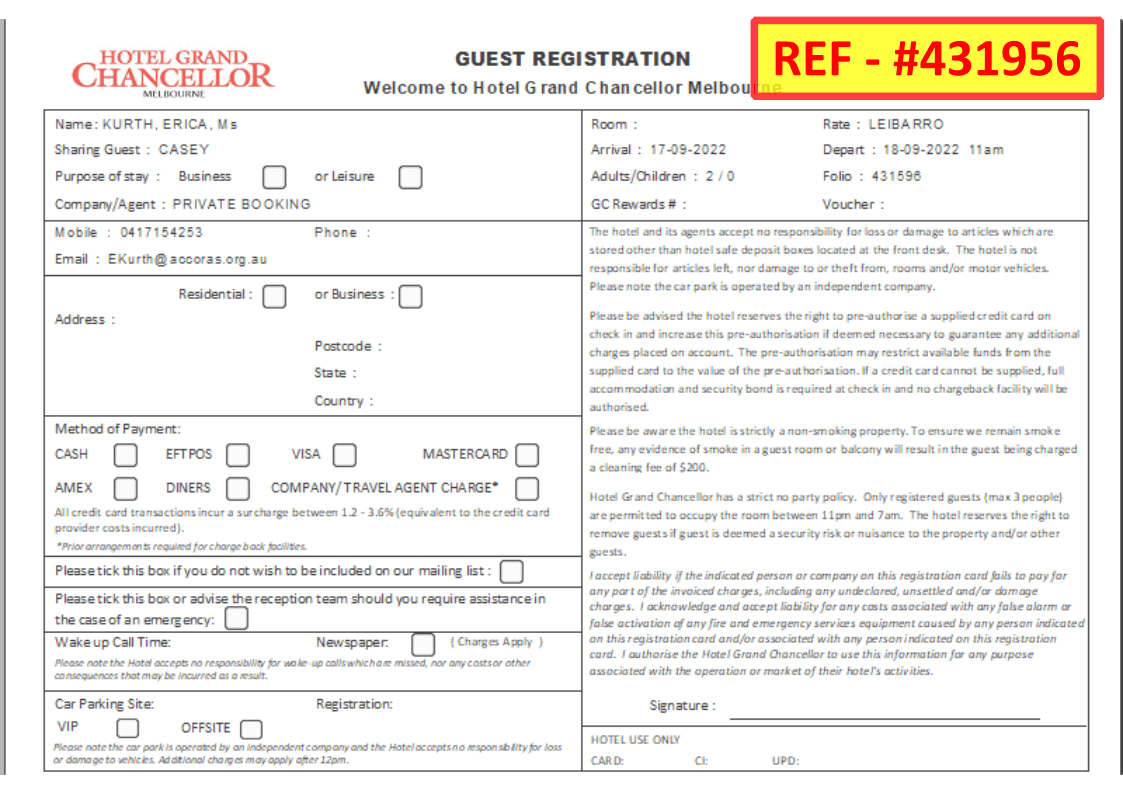 HOTEL GRAND
CHANCELLOR
MELBOURNE
GUEST REGISTRATION
Welcome to Hotel Grand Chancellor Melbourne
REF - #431956
Name: KURTH, ERICA, Ms
Sharing Guest : CASEY
Purpose of stay : Business or Leisure
Company/Agent : PRIVATE BOOKING
Room : Rate : LEIBARRO
Arrival : 17-09-2022 Depart : 18-09-2022 11am
Adults/Children : 2 / 0 Folio : 431596
GC Rewards # : Voucher :
Mobile : 0417154253 Phone :
Email : EKurth@accoras.org.au
Residential : or Business :
Address :
Postcode :
State :
Country :
Method of Payment:
CASH EFTPOS VISA MASTERCARD
AMEX DINERS COMPANY/TRAVEL AGENT CHARGE*
All credit card transactions incur a surcharge between 1.2 - 3.6% (equivalent to the credit card
provider costs incurred).
*Prior arrangements required for charge back facilities.
Please tick this box if you do not wish to be included on our mailing list :
Please tick this box or advise the reception team should you require assistance in
the case of an emergency:
Wake up Call Time: Newspaper: ( Charges Apply )
Please note the Hotel accepts no responsibility for wake-up calls which are missed, nor any costs or other
consequences that may be incurred as a result.
Car Parking Site: Registration:
VIP OFFSITE
Please note the car park is operated by an independent company and the Hotel accepts no responsibility for loss
or damage to vehicles. Additional charges may apply after 12pm.
The hotel and its agents accept no responsibility for loss or damage to articles which are
stored other than hotel safe deposit boxes located at the front desk. The hotel is not
responsible for articles left, nor damage to or theft from, rooms and/or motor vehicles.
Please note the car park is operated by an independent company.
Please be advised the hotel reserves the right to pre-authorise a supplied credit card on
check in and increase this pre-authorisation if deemed necessary to guarantee any additional
charges placed on account. The pre-authorisation may restrict available funds from the
supplied card to the value of the pre-authorisation. If a credit card cannot be supplied, full
accommodation and security bond is required at check in and no chargeback facility will be
authorised.
Please be aware the hotel is strictly a non-smoking property. To ensure we remain smoke
free, any evidence of smoke in a guest room or balcony will result in the guest being charged
a cleaning fee of $200.
Hotel Grand Chancellor has a strict no party policy. Only registered guests (max 3 people)
are permitted to occupy the room between 11pm and 7am. The hotel reserves the right to
remove guests if guest is deemed a security risk or nuisance to the property and/or other
guests.
I accept liability if the indicated person or company on this registration card fails to pay for
any part of the invoiced charges, including any undeclared, unsettled and/or damage
charges. I acknowledge and accept liability for any costs associated with any false alarm or
false activation of any fire and emergency services equipment caused by any person indicated
on this registration card and/or associated with any person indicated on this registration
card. I authorise the Hotel Grand Chancellor to use this information for any purpose
associated with the operation or market of their hotel's activities.
Signature :
HOTEL USE ONLY
CARD: CI: UPD: